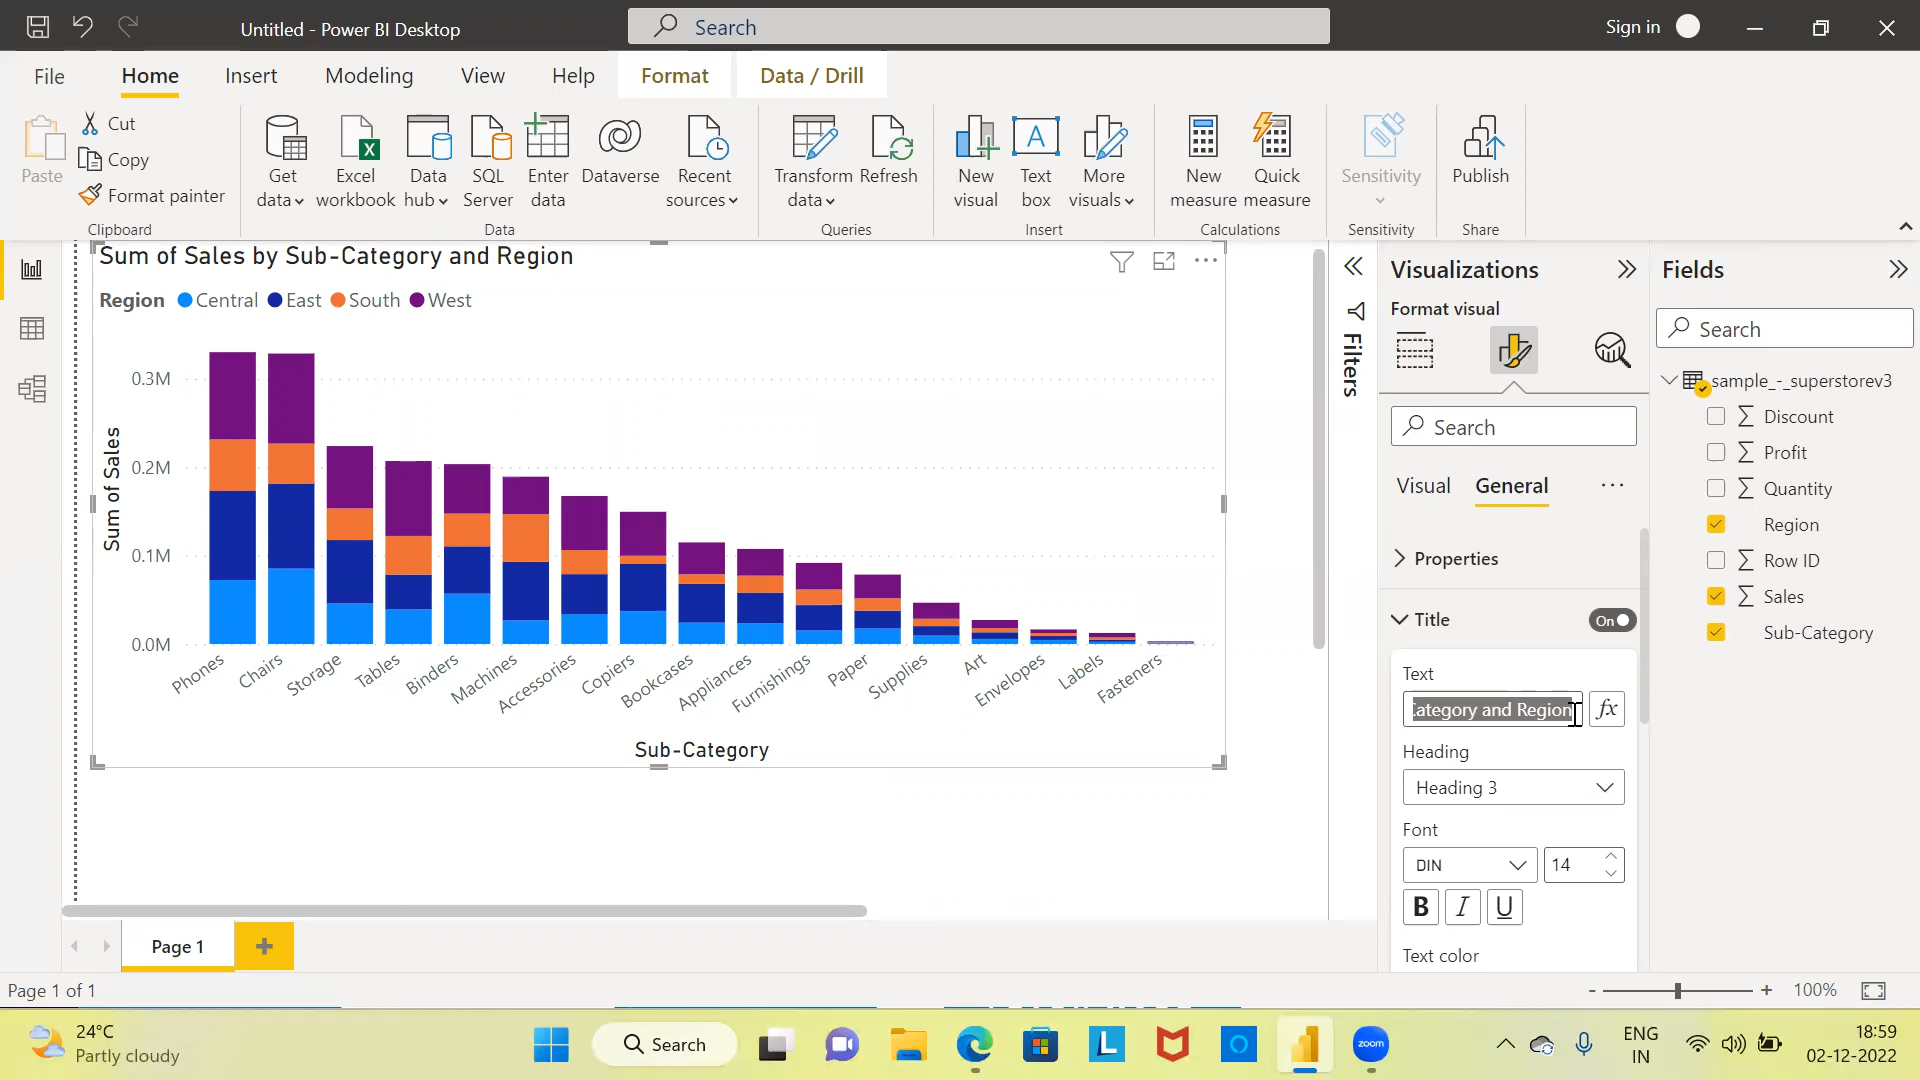 Untitled - Power BI Desktop
Search
Sign in
File
Home
Insert
Modeling
View
Help
Format
Data / Drill
Paste
Cut
Copy
Format painter
Clipboard
Get data
Excel workbook
Data hub
SQL Server
Enter data
Dataverse
Recent sources
Data
Transform data
Refresh
Queries
New visual
Text box
More visuals
Insert
New measure
Quick measure
Calculations
Sensitivity
Sensitivity
Publish
Share
Sum of Sales by Sub-Category and Region
Region Central East South West
Sum of Sales
0.3M
0.2M
0.1M
0.0M
Phones
Chairs
Storage
Tables
Binders
Machines
Accessories
Copiers
Bookcases
Appliances
Furnishings
Paper
Supplies
Art
Envelopes
Labels
Fasteners
Sub-Category
Filters
Visualizations
Format visual
Search
Visual
General
Properties
Title
On
Text
Category and Region
fx
Heading
Heading 3
Font
DIN
14
B I U
Text color
Fields
Search
sample_-_superstorev3
Discount
Profit
Quantity
Region
Row ID
Sales
Sub-Category
Page 1
Page 1 of 1
- + 100%
24°C
Partly cloudy
Search
L
zoom
ENG
IN
18:59
02-12-2022